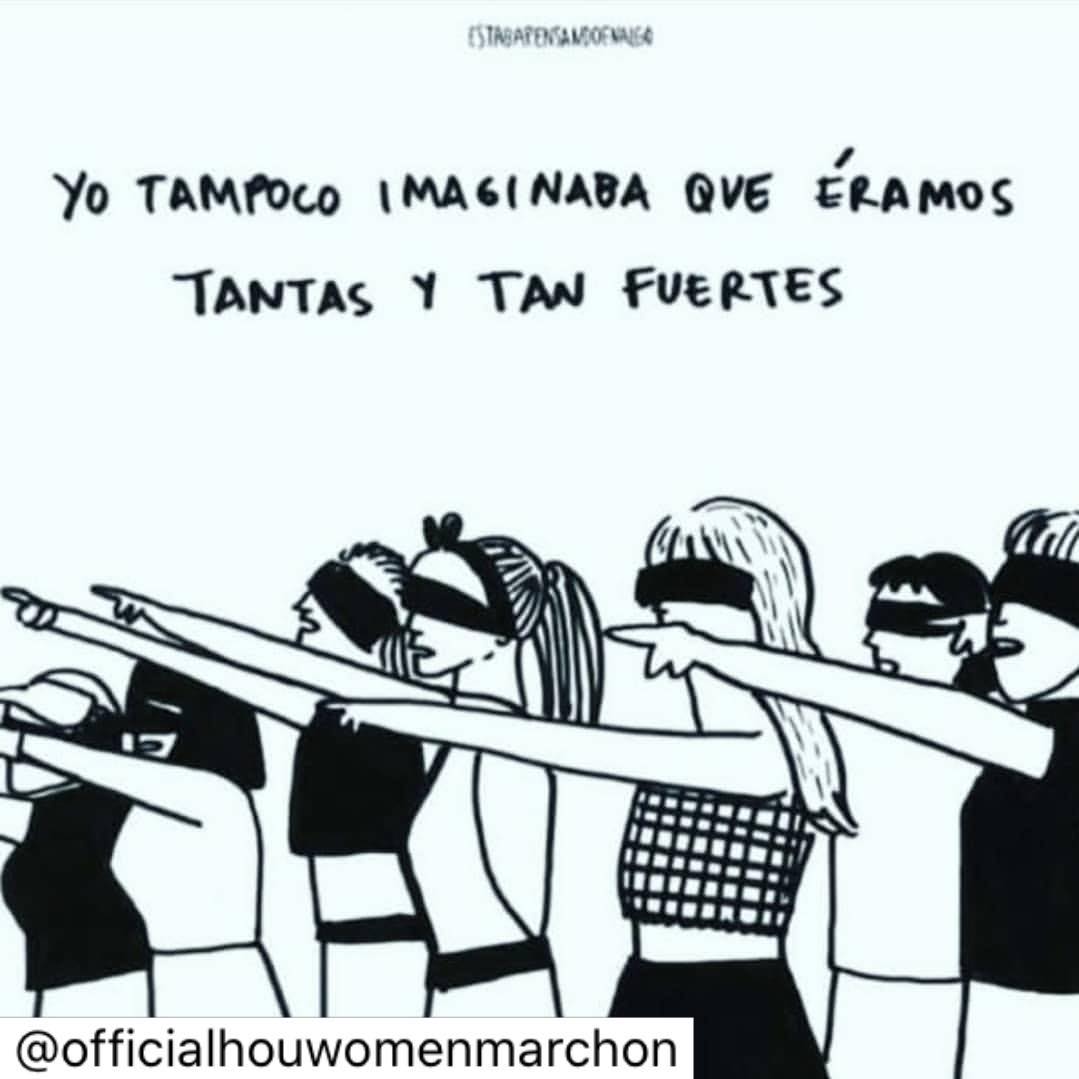 ESTABAPENSANDOENALGO
YO TAMPOCO IMAGINABA QUE ÉRAMOS
TANTAS Y TAN FUERTES
@officialhouwomenmarchon